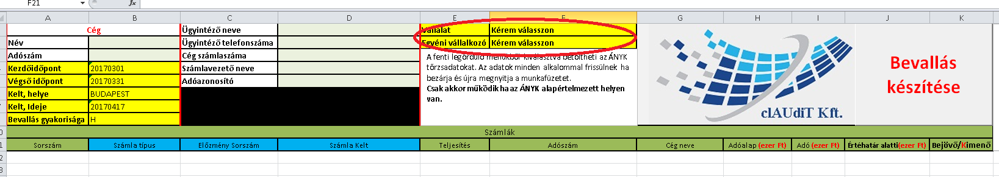 F21 fx
A B C D E F G H I J K
Cég Ügyintéző neve Vállalat Kérem válasszon
Név Ügyintéző telefonszáma Egyéni vállalkozó Kérem válasszon
Adószám Cég számlaszáma
Kezdőidőpont 20170301 Számlavezető neve
Végső időpont 20170331 Adóazonosító
Kelt, helye BUDAPEST
Kelt, Ideje 20170417
Bevallás gyakorisága H
A fenti legördülő menükből kiválasztva betöltheti az ÁNYK
törzsadatokat. Az adatok minden alkalommal frissülnek ha
bezárja és újra megnyitja a munkafüzetet.
Csak akkor működik ha az ÁNYK alapértelmezett helyen
van.
clAUdiT Kft.
Bevallás
készítése
Számlák
Sorszám Számla típus Előzmény Sorszám Számla Kelt Teljesítés Adószám Cég neve Adóalap (ezer Ft) Adó (ezer Ft) Értéhatár alatti(ezer Ft) Bejövő/Kimenő